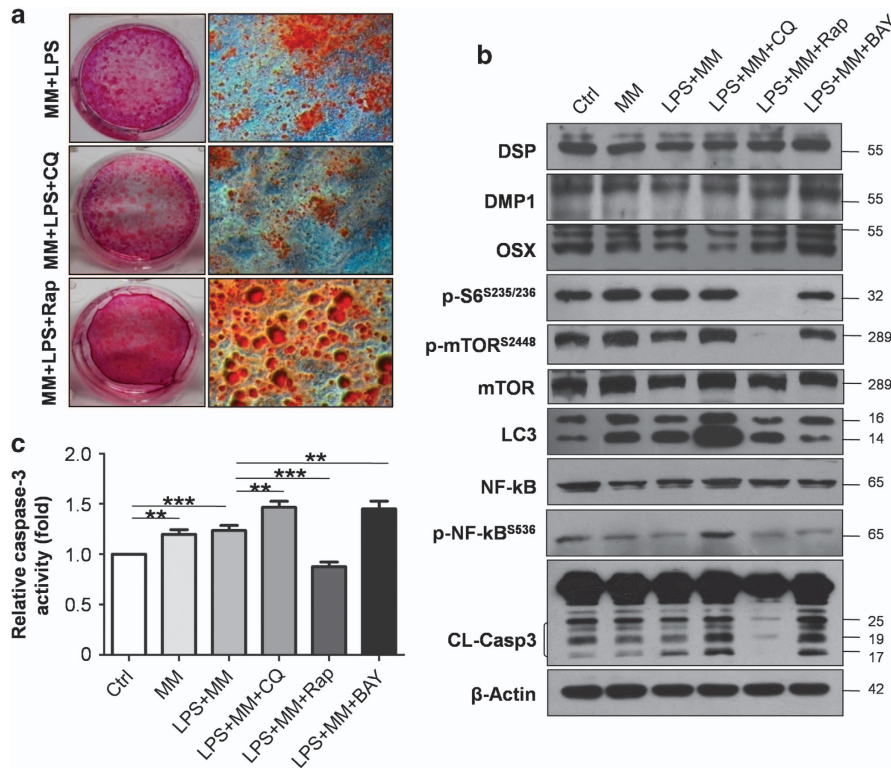 a
MM+LPS
MM+LPS+CQ
MM+LPS+Rap
b
Ctrl
MM
LPS+MM
LPS+MM+CQ
LPS+MM+Rap
LPS+MM+BAY
DSP
55
DMP1
55
OSX
55
p-S6S235/236
32
p-mTORS2448
289
mTOR
289
LC3
16
14
NF-kB
65
p-NF-kBS536
65
CL-Casp3
25
19
17
β-Actin
42
c
Relative caspase-3
activity (fold)
2.0
1.5
1.0
0.5
0
**
***
**
***
**
Ctrl
MM
LPS+MM
LPS+MM+CQ
LPS+MM+Rap
LPS+MM+BAY